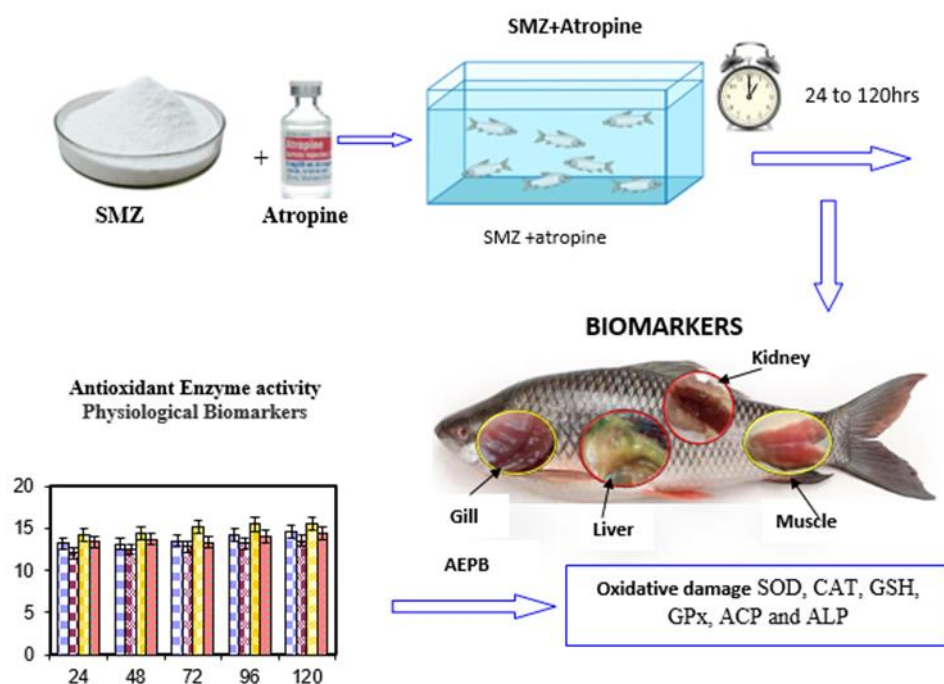 SMZ+Atropine
24 to 120hrs
+
Atropine
SMZ
Atropine
SMZ +atropine
BIOMARKERS
Kidney
Gill
Liver
Muscle
Antioxidant Enzyme activity
Physiological Biomarkers
20
15
10
5
0
24 48 72 96 120
AEPB
Oxidative damage SOD, CAT, GSH,
GPx, ACP and ALP